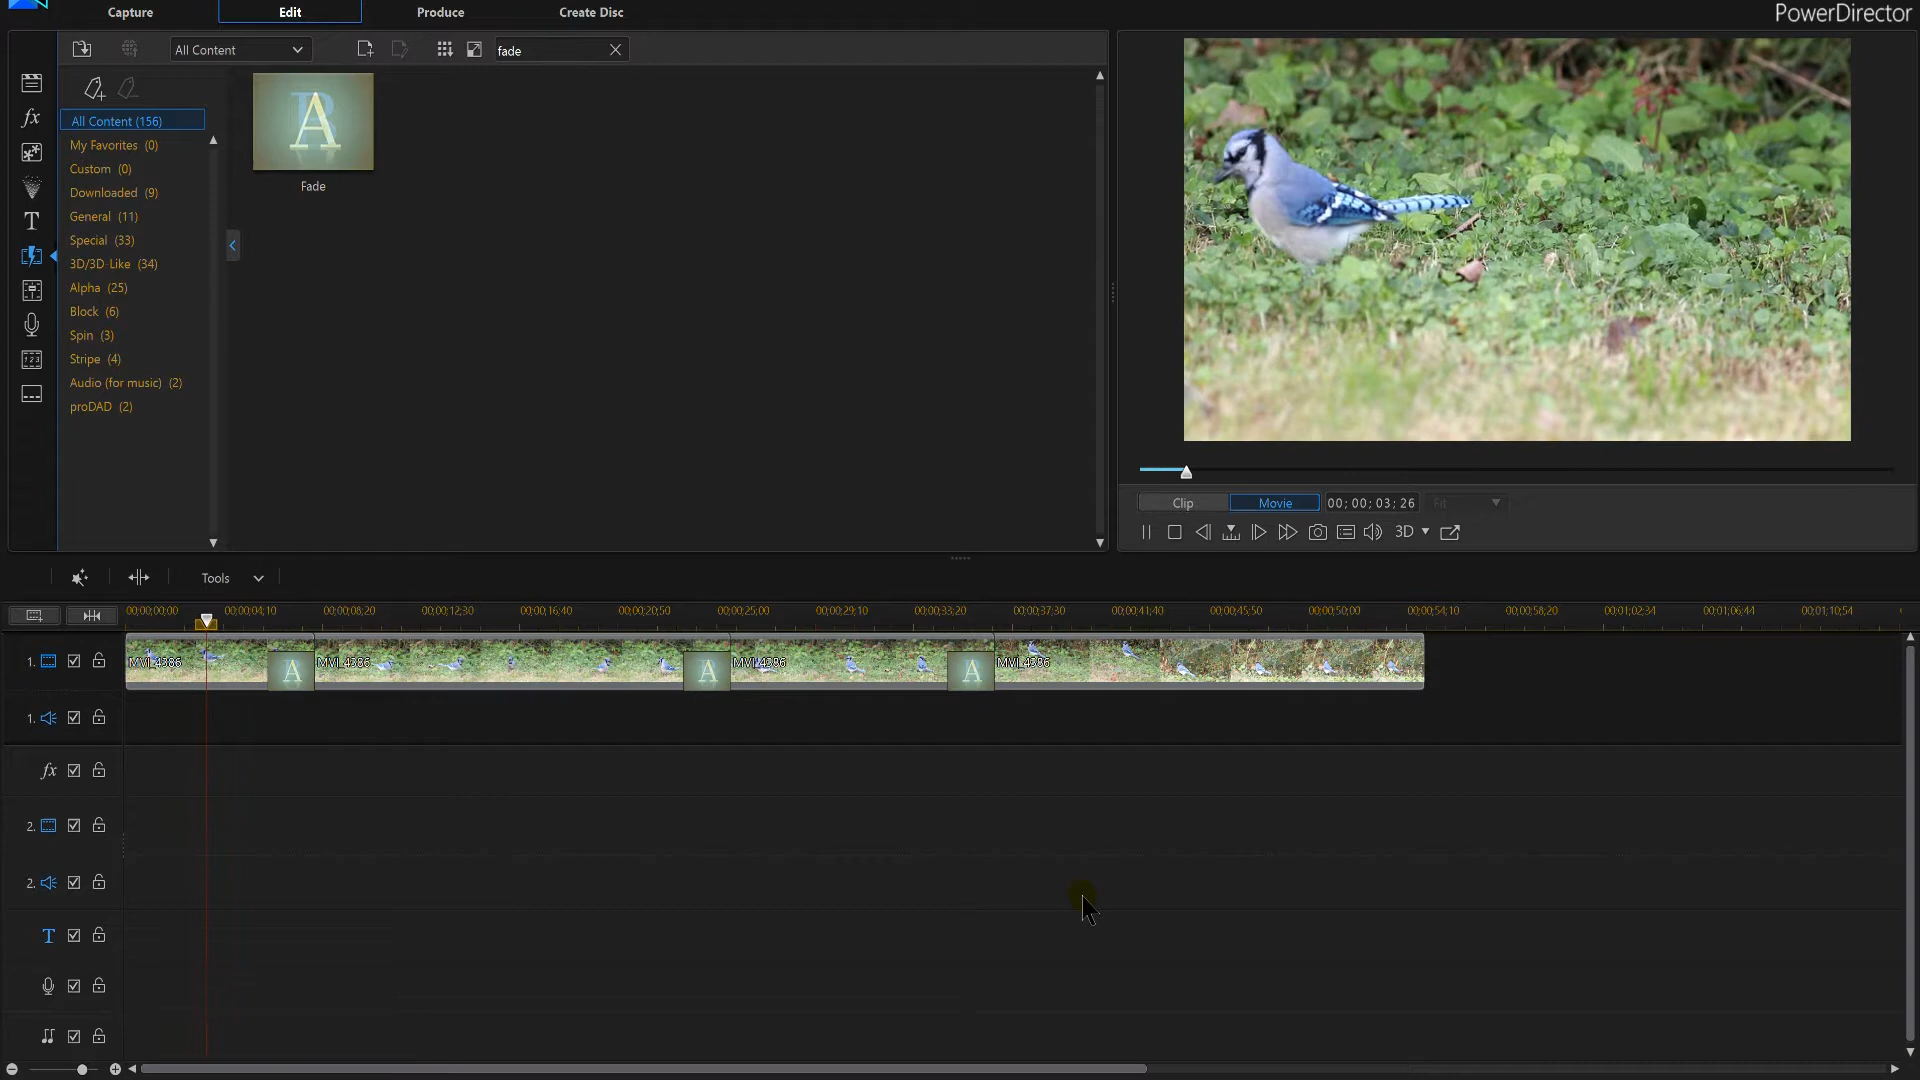 Capture
Edit
Produce
Create Disc
PowerDirector
All Content
fade
All Content (156)
My Favorites (0)
Custom (0)
Downloaded (9)
General (11)
Special (33)
3D/3D-Like (34)
Alpha (25)
Block (6)
Spin (3)
Stripe (4)
Audio (for music) (2)
proDAD (2)
Fade
Clip
Movie
00; 00; 03; 26
Fit
3D
Tools
00;00;00;00 00;00;04;10 00;00;08;20 00;00;12;30 00;00;16;40 00;00;20;50 00;00;25;00 00;00;29;10 00;00;33;20 00;00;37;30 00;00;41;40 00;00;45;50 00;00;50;00 00;00;54;10 00;00;58;20 00;01;02;34 00;01;06;44 00;01;10;54
1.
MVI_4386 A MVI_4386 A MVI_4386 A MVI_4386
1.
fx
2.
2.
T